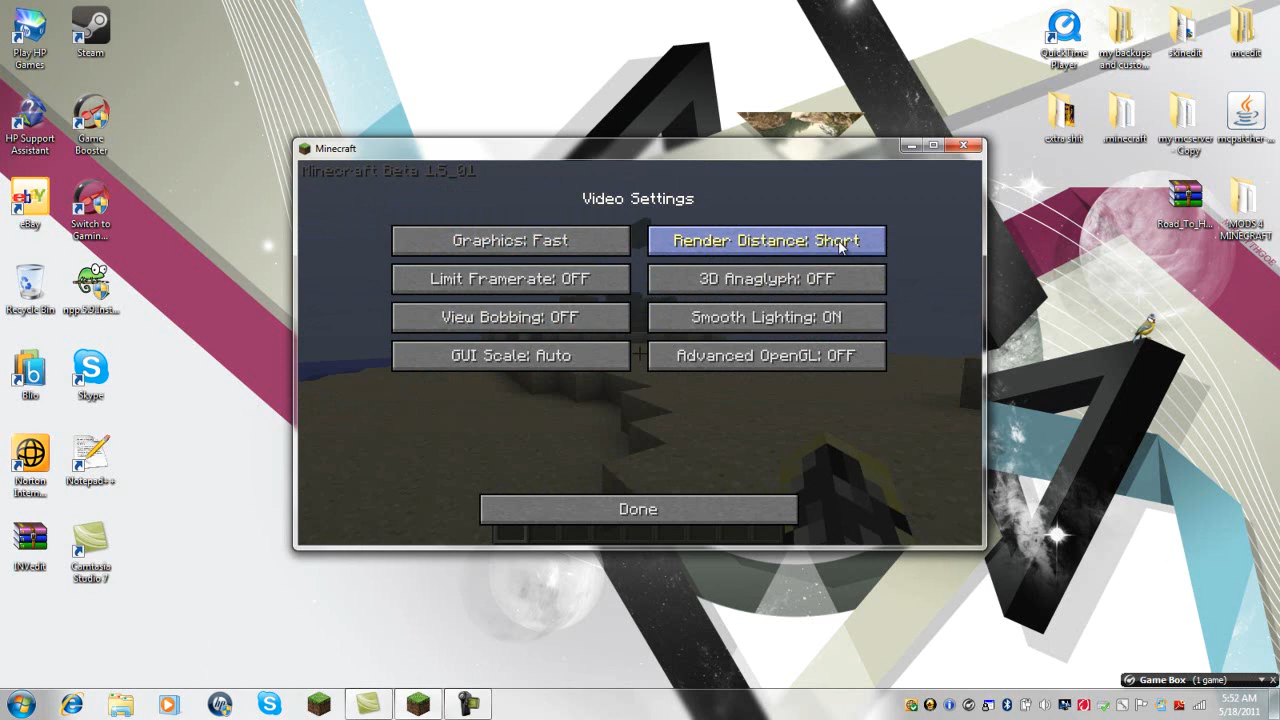 Play HP
Games
Steam
HP Support
Assistant
Game
Booster
eBay
Switch to
Gamin...
Recycle Bin
npp.5.9.Inst...
Blio
Skype
Norton
Intern...
Notepad++
INVedit
Camtasia
Studio 7
QuickTime
Player
my backups
and custo...
skinedit
mcedit
extra shit
.minecraft
my mcserver
- Copy
mcpatcher-...
Road_To_H...
*MODS 4
MINECRAFT
Minecraft
Minecraft Beta 1.5_01
Video Settings
Graphics: Fast
Render Distance: Short
Limit Framerate: OFF
3D Anaglyph: OFF
View Bobbing: OFF
Smooth Lighting: ON
GUI Scale: Auto
Advanced OpenGL: OFF
Done
Game Box (1 game)
5:52 AM
5/18/2011